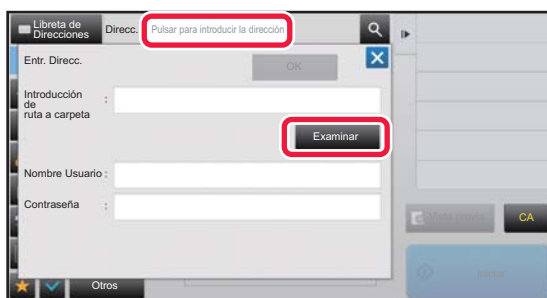 Libreta de
Direcciones
Direcc.
Pulsar para introducir la dirección
Entr. Direcc.
OK
Introducción
de
ruta a carpeta
:
Examinar
Nombre Usuario :
Contraseña :
CA
Otros